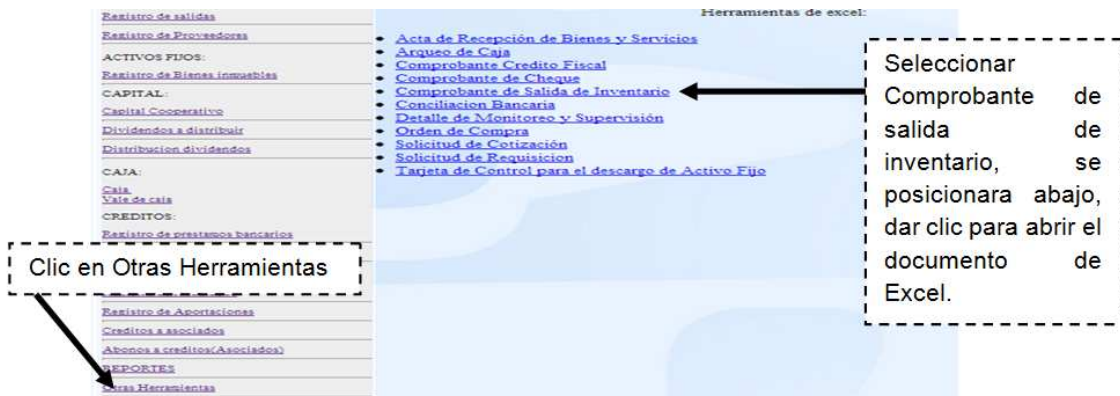 Registro de salidas
Registro de Proveedores
ACTIVOS FIJOS:
Registro de Bienes inmuebles
CAPITAL:
Capital Cooperativo
Dividendos a distribuir
Distribucion dividendos
CAJA:
Caja
Vale de caja
CREDITOS:
Registro de prestamos bancarios
Clic en Otras Herramientas
Registro de Aportaciones
Creditos a asociados
Abonos a creditos(Asociados)
REPORTES
Otras Herramientas
Herramientas de excel:
Acta de Recepción de Bienes y Servicios
Arqueo de Caja
Comprobante Credito Fiscal
Comprobante de Cheque
Comprobante de Salida de Inventario
Conciliacion Bancaria
Detalle de Monitoreo y Supervisión
Orden de Compra
Solicitud de Cotización
Solicitud de Requisicion
Tarjeta de Control para el descargo de Activo Fijo
Seleccionar
Comprobante de
salida de
inventario, se
posicionara abajo,
dar clic para abrir el
documento de
Excel.